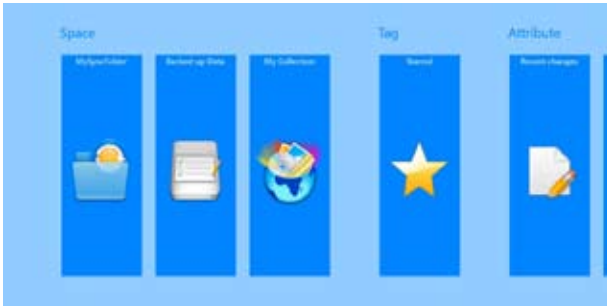 Space
Tag
Attribute
MySyncFolder
Backed up Data
My Collection
Starred
Recent changes